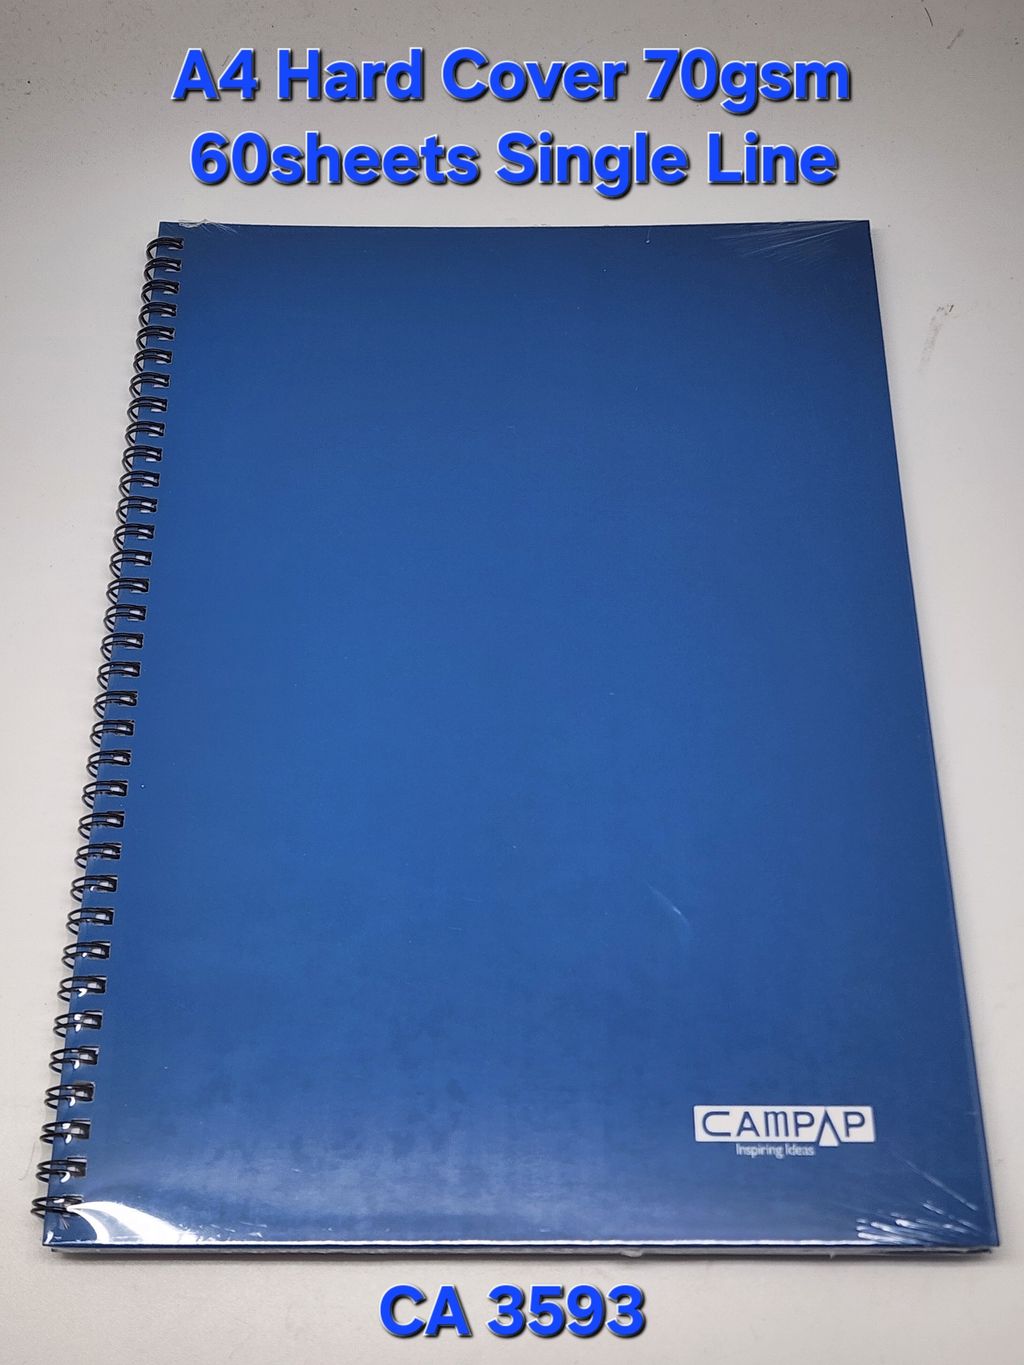 A4 Hard Cover 70gsm
60sheets Single Line
CAMPAP
Inspiring Ideas
CA 3593